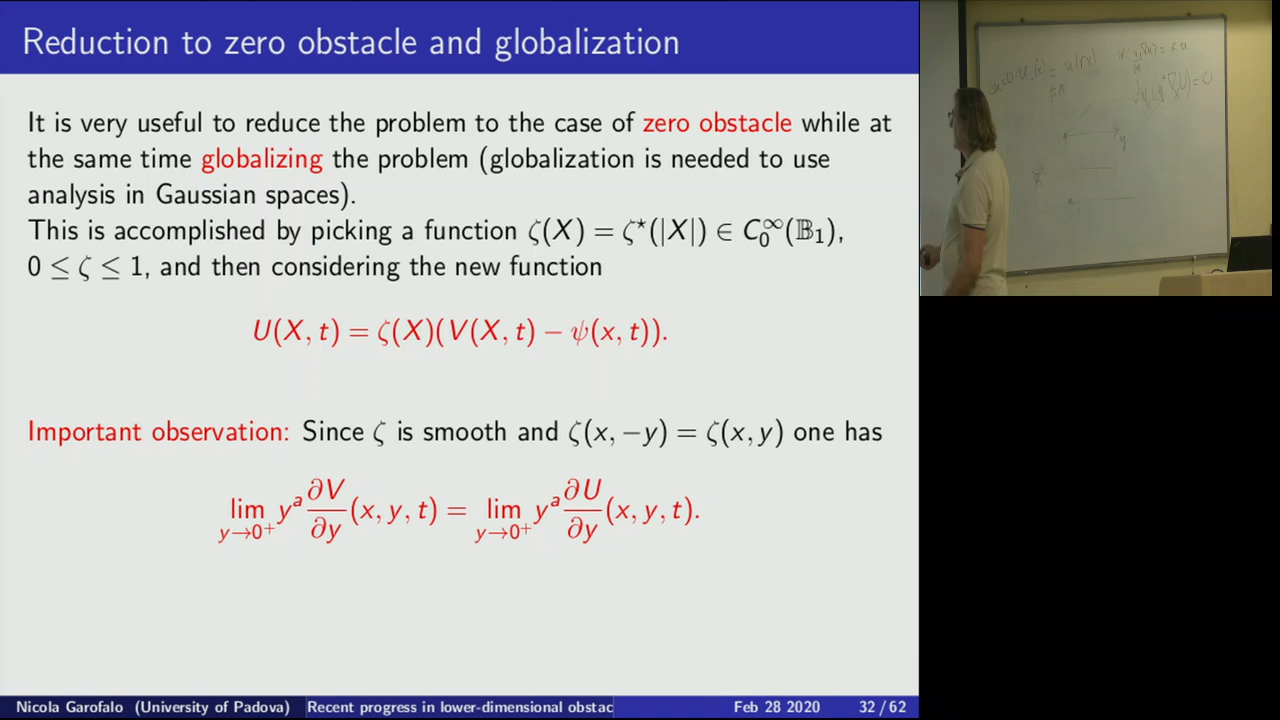 Reduction to zero obstacle and globalization
It is very useful to reduce the problem to the case of zero obstacle while at
the same time globalizing the problem (globalization is needed to use
analysis in Gaussian spaces).
This is accomplished by picking a function ζ(X) = ζ⋆(|X|) ∈ C₀^∞(𝔹₁),
0 ≤ ζ ≤ 1, and then considering the new function
U(X, t) = ζ(X)(V(X, t) − ψ(x, t)).
Important observation: Since ζ is smooth and ζ(x, −y) = ζ(x, y) one has
lim_{y→0⁺} y^a ∂V/∂y (x, y, t) = lim_{y→0⁺} y^a ∂U/∂y (x, y, t).
Nicola Garofalo (University of Padova) Recent progress in lower-dimensional obstac Feb 28 2020 32 / 62